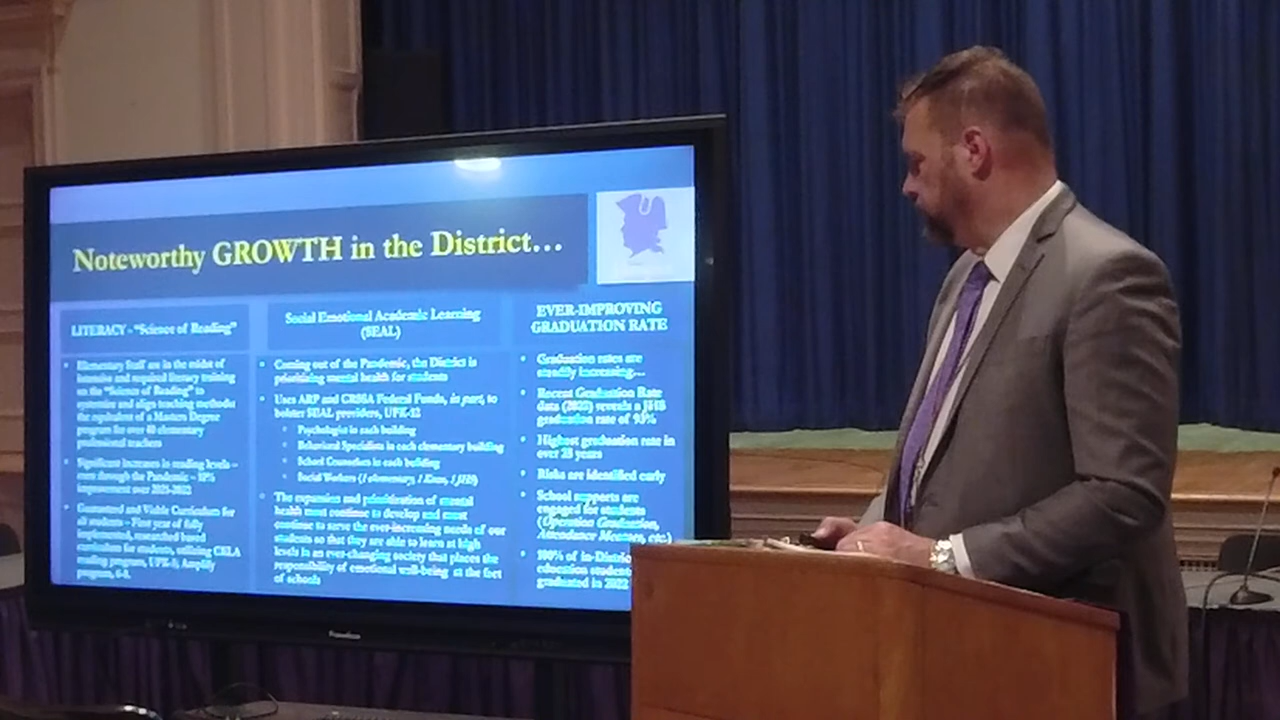 Noteworthy GROWTH in the District...
LITERACY - "Science of Reading"
Elementary Staff are in the midst of
intensive and required literacy training
on the "Science of Reading" to
systemize and align teaching methods:
the equivalent of a Masters Degree
program for over 40 elementary
professional teachers
Significant increases in reading levels –
even through the Pandemic –
improvement over 2021-2022
Guaranteed and Viable Curriculum for
all students – First year of fully
implemented, researched based
curriculum for students, utilizing CKLA
reading program, UPK-5; Amplify
program, 6-8.
Social Emotional Academic Learning
(SEAL)
Coming out of the Pandemic, the District is
prioritizing mental health for students
Uses ARP and CRSSA Federal Funds, in part, to
bolster SEAL providers, UPK-12
Psychologist in each building
Behavioral Specialists in each elementary building
School Counselors in each building
Social Workers (1 elementary, 1 Knox, 1 JHS)
The expansion and prioritization of mental
health must continue to develop and must
continue to serve the ever-increasing needs of our
students so that they are able to learn at high
levels in an ever-changing society that places the
responsibility of emotional well-being at the feet
of schools
EVER-IMPROVING
GRADUATION RATE
Graduation rates are
steadily increasing...
Recent Graduation Rate
data (2022) reveals a JHS
graduation rate of 93%
Highest graduation rate in
over 25 years
Risks are identified early
School supports are
engaged for students
(Operation Graduation,
Attendance Mentors, etc.)
100% of in-District
education students
graduated in 2022
Promethean